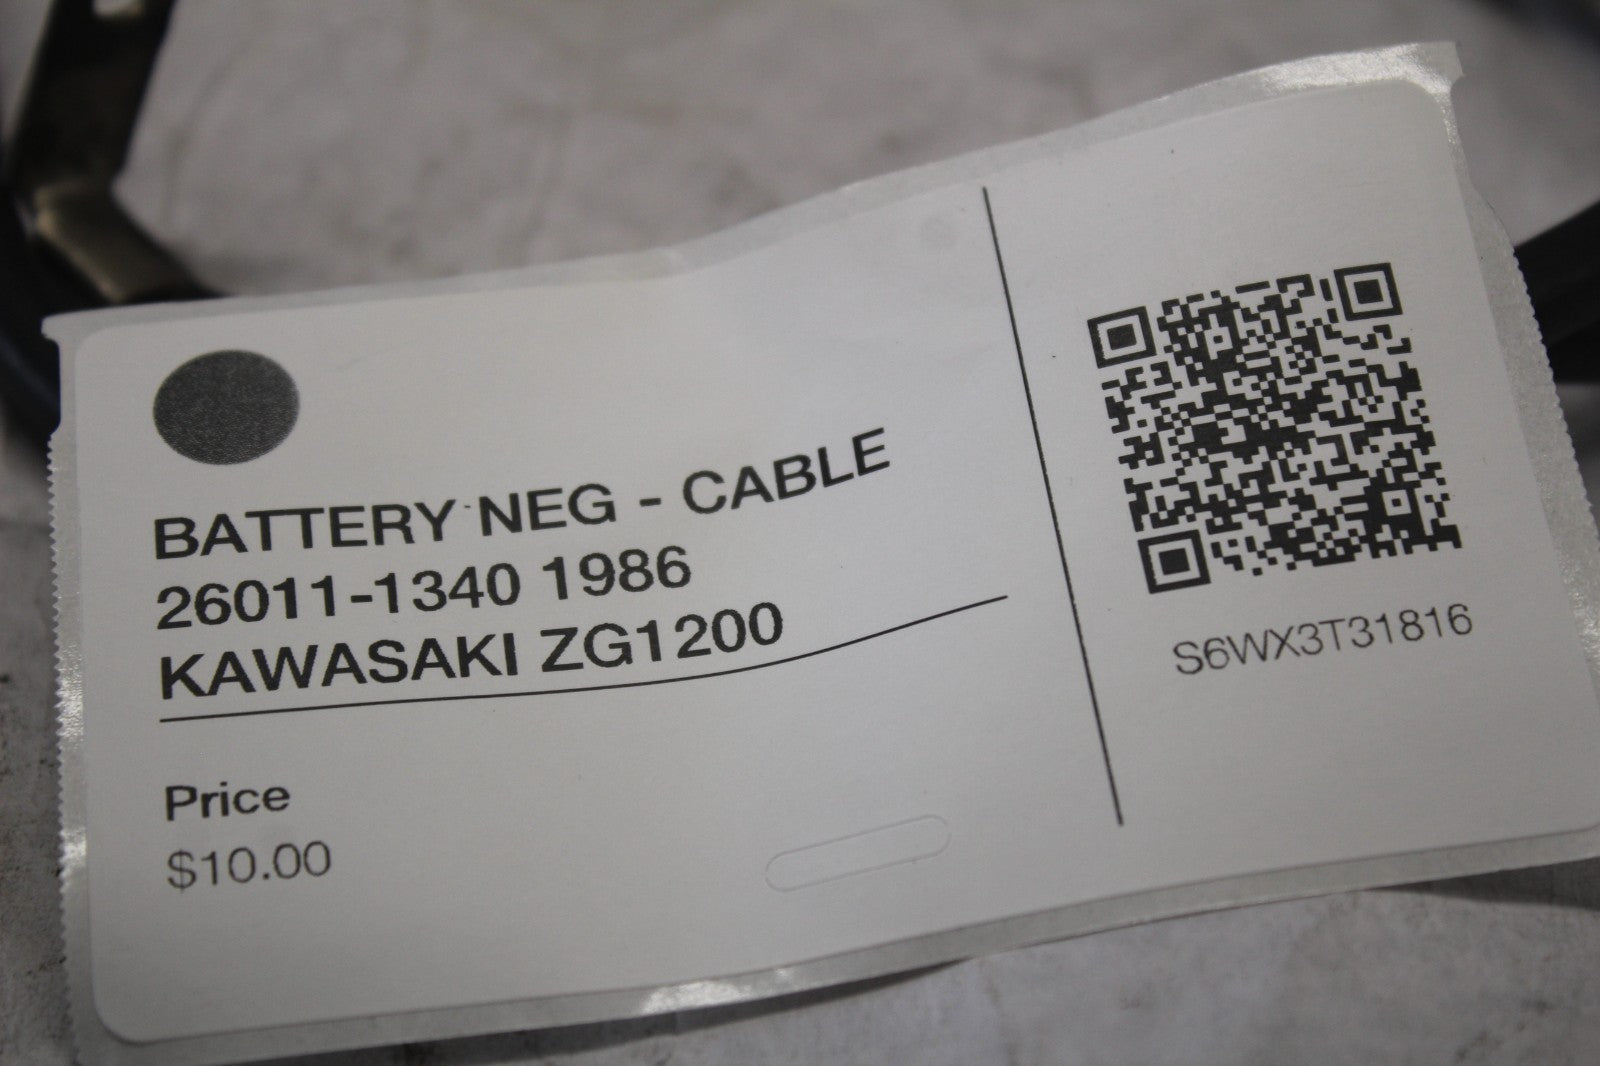 BATTERY NEG - CABLE
26011-1340 1986
KAWASAKI ZG1200
Price
$10.00
S6WX3T31816